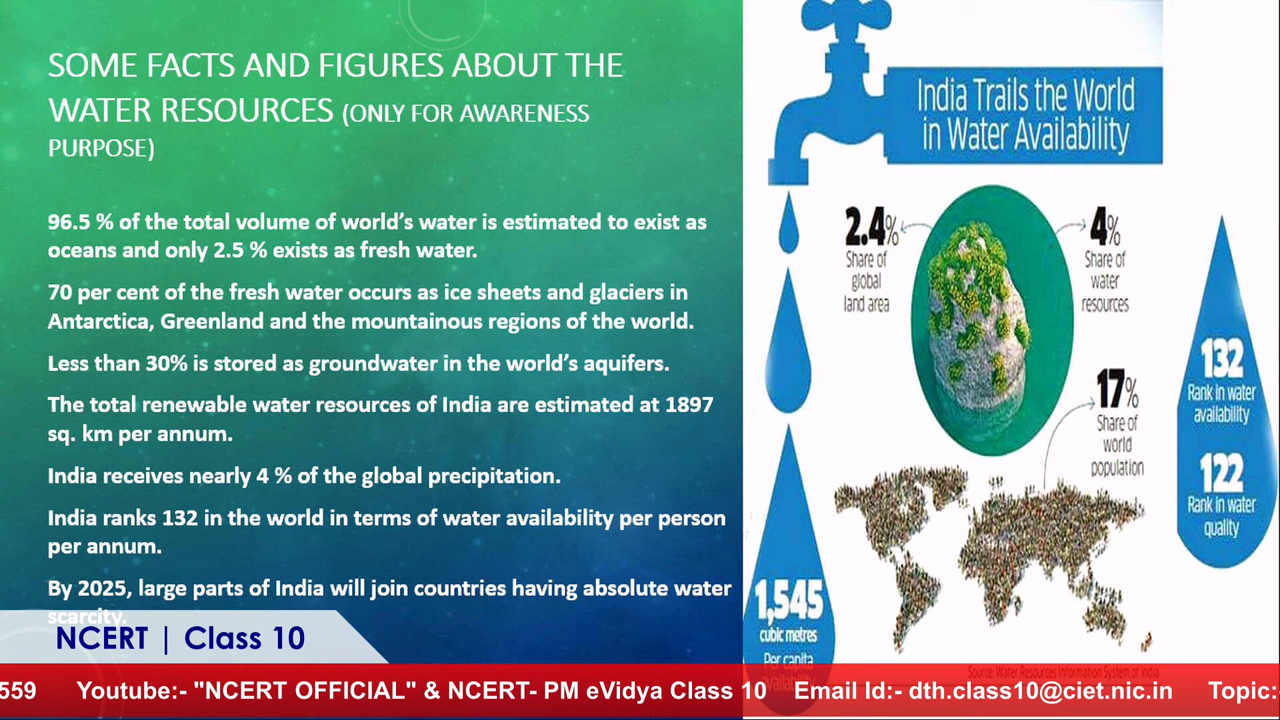 SOME FACTS AND FIGURES ABOUT THE
WATER RESOURCES (ONLY FOR AWARENESS
PURPOSE)
96.5 % of the total volume of world's water is estimated to exist as
oceans and only 2.5 % exists as fresh water.
70 per cent of the fresh water occurs as ice sheets and glaciers in
Antarctica, Greenland and the mountainous regions of the world.
Less than 30% is stored as groundwater in the world's aquifers.
The total renewable water resources of India are estimated at 1897
sq. km per annum.
India receives nearly 4 % of the global precipitation.
India ranks 132 in the world in terms of water availability per person
per annum.
By 2025, large parts of India will join countries having absolute water
scarcity.
India Trails the World
in Water Availability
2.4%
Share of
global
land area
4%
Share of
water
resources
17%
Share of
world
population
132
Rank in water
availability
122
Rank in water
quality
1,545
cubic metres
Per capita
availability
Source: Water Resources Information System of India
NCERT | Class 10
559 Youtube:- "NCERT OFFICIAL" & NCERT- PM eVidya Class 10 Email Id:- dth.class10@ciet.nic.in Topic:-